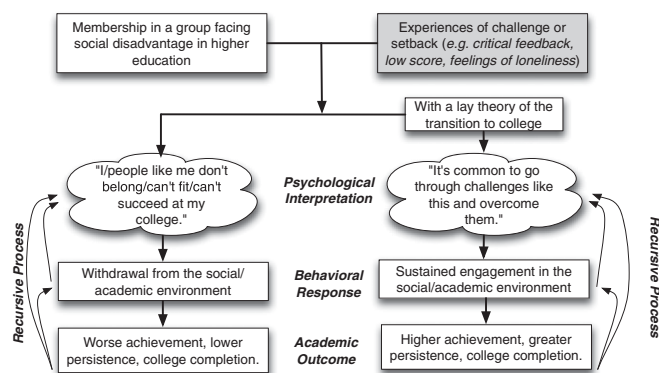 Membership in a group facing
social disadvantage in higher
education
Experiences of challenge or
setback (e.g. critical feedback,
low score, feelings of loneliness)
With a lay theory of the
transition to college
"I/people like me don't
belong/can't fit/can't
succeed at my
college."
Psychological
Interpretation
"It's common to go
through challenges like
this and overcome
them."
Recursive Process
Recursive Process
Withdrawal from the social/
academic environment
Behavioral
Response
Sustained engagement in the
social/academic environment
Worse achievement, lower
persistence, college completion.
Academic
Outcome
Higher achievement, greater
persistence, college completion.